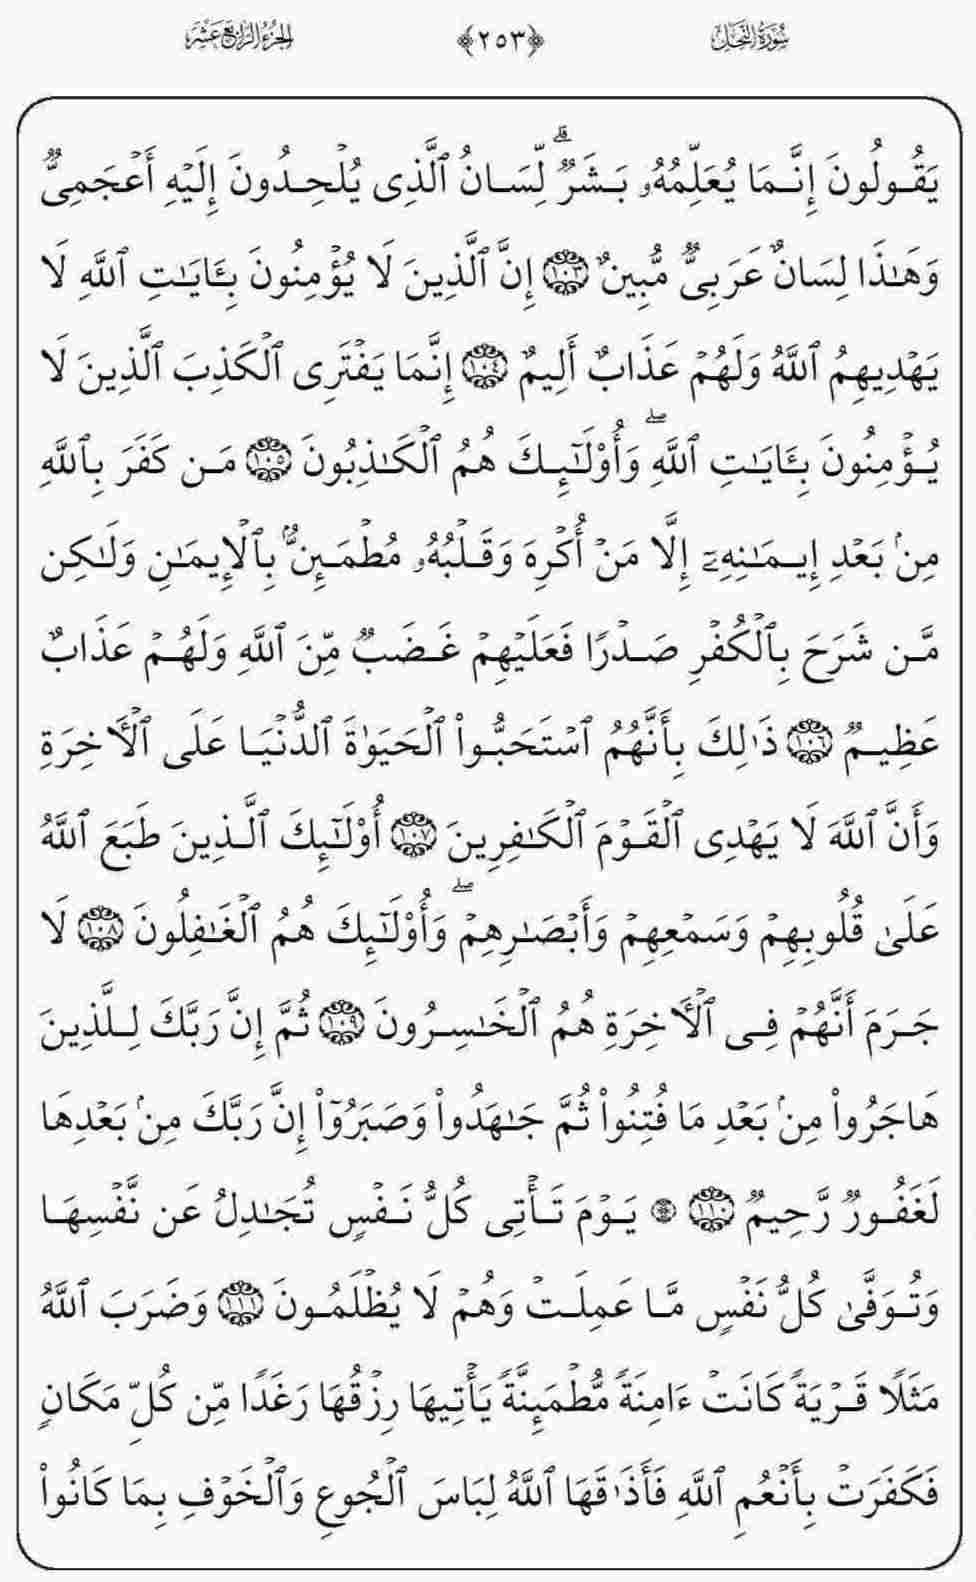 سُورَةُ النَّحْلِ ﴿٢٥٣﴾ الجُزْءُ الرَّابِعَ عَشَرَ
يَقُولُونَ إِنَّمَا يُعَلِّمُهُۥ بَشَرٌۗ لِّسَانُ ٱلَّذِى يُلْحِدُونَ إِلَيْهِ أَعْجَمِىٌّ
وَهَٰذَا لِسَانٌ عَرَبِىٌّ مُّبِينٌ ١٠٣ إِنَّ ٱلَّذِينَ لَا يُؤْمِنُونَ بِـَٔايَٰتِ ٱللَّهِ لَا
يَهْدِيهِمُ ٱللَّهُ وَلَهُمْ عَذَابٌ أَلِيمٌ ١٠٤ إِنَّمَا يَفْتَرِى ٱلْكَذِبَ ٱلَّذِينَ لَا
يُؤْمِنُونَ بِـَٔايَٰتِ ٱللَّهِۖ وَأُو۟لَٰٓئِكَ هُمُ ٱلْكَٰذِبُونَ ١٠٥ مَن كَفَرَ بِٱللَّهِ
مِنۢ بَعْدِ إِيمَٰنِهِۦٓ إِلَّا مَنْ أُكْرِهَ وَقَلْبُهُۥ مُطْمَئِنٌّۢ بِٱلْإِيمَٰنِ وَلَٰكِن
مَّن شَرَحَ بِٱلْكُفْرِ صَدْرًا فَعَلَيْهِمْ غَضَبٌ مِّنَ ٱللَّهِ وَلَهُمْ عَذَابٌ
عَظِيمٌ ١٠٦ ذَٰلِكَ بِأَنَّهُمُ ٱسْتَحَبُّوا۟ ٱلْحَيَوٰةَ ٱلدُّنْيَا عَلَى ٱلْـَٔاخِرَةِ
وَأَنَّ ٱللَّهَ لَا يَهْدِى ٱلْقَوْمَ ٱلْكَٰفِرِينَ ١٠٧ أُو۟لَٰٓئِكَ ٱلَّذِينَ طَبَعَ ٱللَّهُ
عَلَىٰ قُلُوبِهِمْ وَسَمْعِهِمْ وَأَبْصَٰرِهِمْۖ وَأُو۟لَٰٓئِكَ هُمُ ٱلْغَٰفِلُونَ ١٠٨ لَا
جَرَمَ أَنَّهُمْ فِى ٱلْـَٔاخِرَةِ هُمُ ٱلْخَٰسِرُونَ ١٠٩ ثُمَّ إِنَّ رَبَّكَ لِلَّذِينَ
هَاجَرُوا۟ مِنۢ بَعْدِ مَا فُتِنُوا۟ ثُمَّ جَٰهَدُوا۟ وَصَبَرُوٓا۟ إِنَّ رَبَّكَ مِنۢ بَعْدِهَا
لَغَفُورٌ رَّحِيمٌ ١١٠ ۞ يَوْمَ تَأْتِى كُلُّ نَفْسٍ تُجَٰدِلُ عَن نَّفْسِهَا
وَتُوَفَّىٰ كُلُّ نَفْسٍ مَّا عَمِلَتْ وَهُمْ لَا يُظْلَمُونَ ١١١ وَضَرَبَ ٱللَّهُ
مَثَلًا قَرْيَةً كَانَتْ ءَامِنَةً مُّطْمَئِنَّةً يَأْتِيهَا رِزْقُهَا رَغَدًا مِّن كُلِّ مَكَانٍ
فَكَفَرَتْ بِأَنْعُمِ ٱللَّهِ فَأَذَٰقَهَا ٱللَّهُ لِبَاسَ ٱلْجُوعِ وَٱلْخَوْفِ بِمَا كَانُوا۟